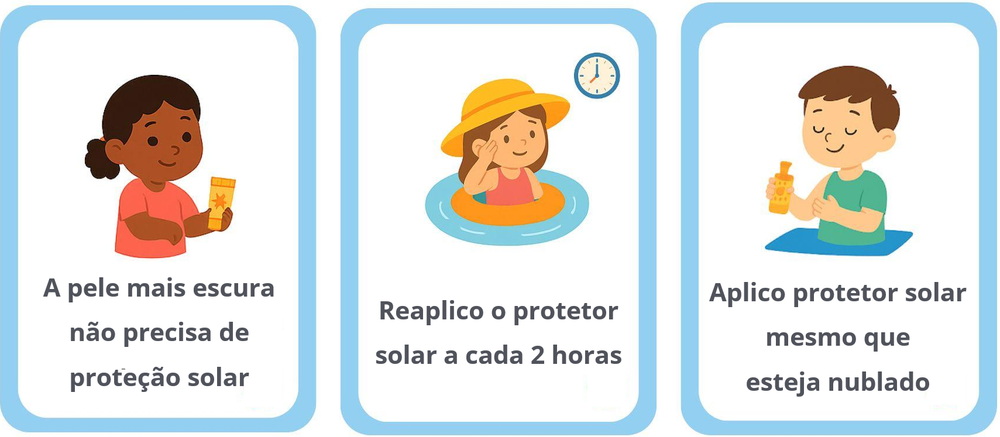 A pele mais escura
não precisa de
proteção solar
Reaplico o protetor
solar a cada 2 horas
Aplico protetor solar
mesmo que
esteja nublado